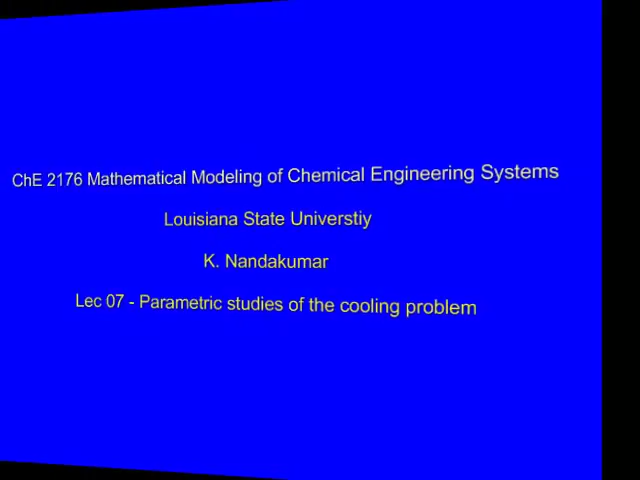 ChE 2176 Mathematical Modeling of Chemical Engineering Systems
Louisiana State Universtiy
K. Nandakumar
Lec 07 - Parametric studies of the cooling problem